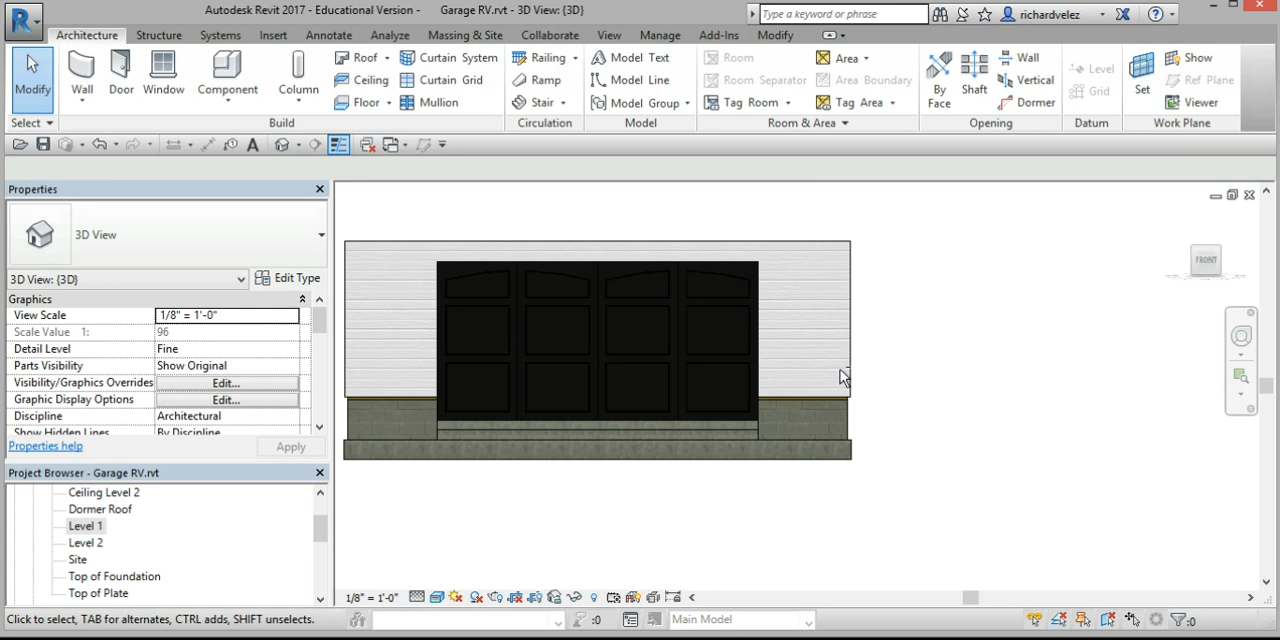 Autodesk Revit 2017 - Educational Version - Garage RV.rvt - 3D View: {3D}
Type a keyword or phrase
richardvelez
Architecture Structure Systems Insert Annotate Analyze Massing & Site Collaborate View Manage Add-Ins Modify
Modify Wall Door Window Component Column
Roof Curtain System
Ceiling Curtain Grid
Floor Mullion
Railing
Ramp
Stair
Model Text
Model Line
Model Group
Room Area
Room Separator Area Boundary
Tag Room Tag Area
By Face Shaft
Wall
Vertical
Dormer
Level
Grid
Set
Show
Ref Plane
Viewer
Select Build Circulation Model Room & Area Opening Datum Work Plane
Properties
3D View
3D View: {3D} Edit Type
Graphics
View Scale 1/8" = 1'-0"
Scale Value 1: 96
Detail Level Fine
Parts Visibility Show Original
Visibility/Graphics Overrides Edit...
Graphic Display Options Edit...
Discipline Architectural
Show Hidden Lines By Discipline
Properties help Apply
Project Browser - Garage RV.rvt
Ceiling Level 2
Dormer Roof
Level 1
Level 2
Site
Top of Foundation
Top of Plate
FRONT
1/8" = 1'-0"
Click to select, TAB for alternates, CTRL adds, SHIFT unselects.
:0
Main Model
:0